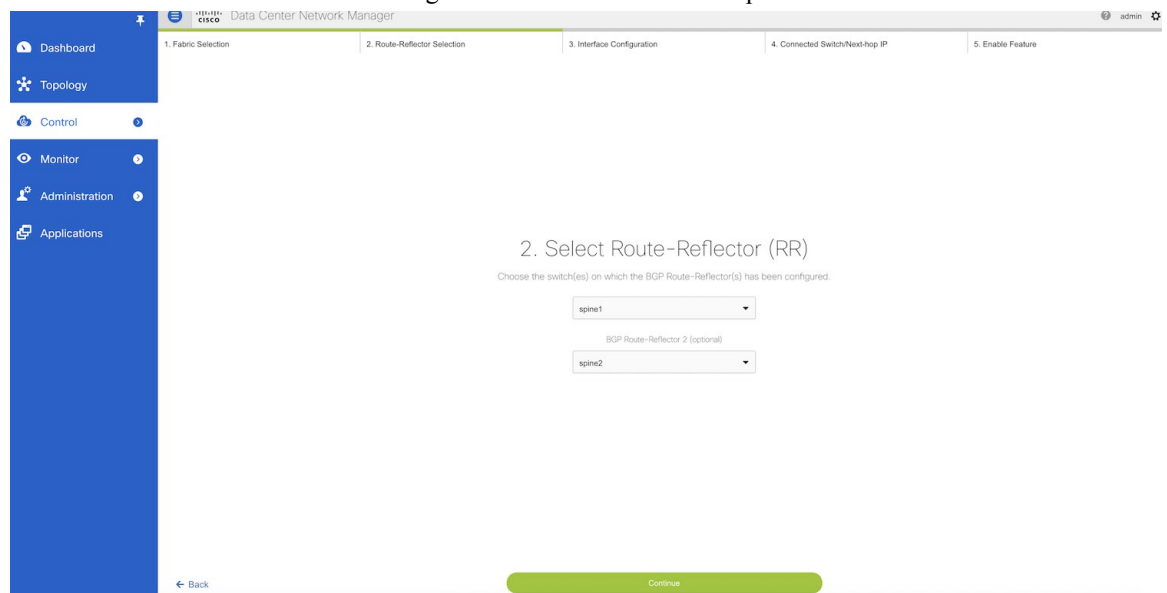 CISCO Data Center Network Manager
admin
Dashboard
Topology
Control
Monitor
Administration
Applications
1. Fabric Selection
2. Route-Reflector Selection
3. Interface Configuration
4. Connected Switch/Next-hop IP
5. Enable Feature
2. Select Route-Reflector (RR)
Choose the switch(es) on which the BGP Route-Reflector(s) has been configured.
spine1
BGP Route-Reflector 2 (optional)
spine2
Back
Continue